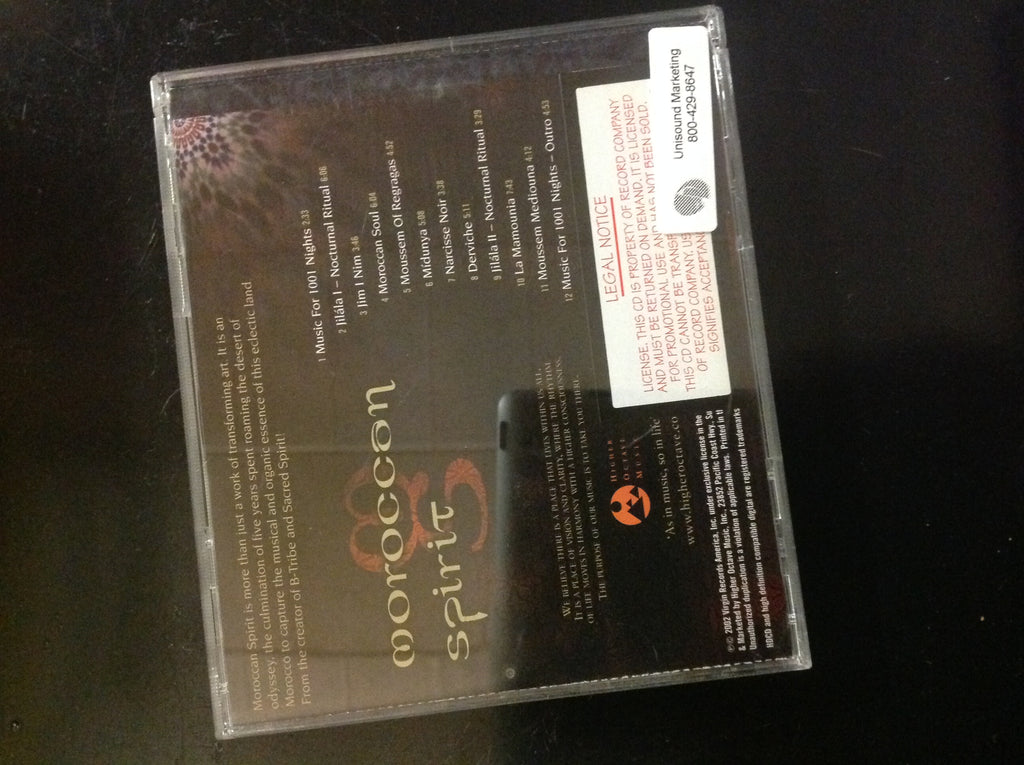 Moroccan Spirit is more than just a work of transforming art. It is an
odyssey, the culmination of five years spent roaming the desert of
Morocco to capture the musical and organic essence of this eclectic land
From the creator of B-Tribe and Sacred Spirit!
moroccan
spirit
1 Music For 1001 Nights 2:33
2 Jilála I – Nocturnal Ritual 6:06
3 Jim I Nim 3:46
4 Moroccan Soul 6:04
5 Moussem Of Regragas 4:57
6 Midunya 5:08
7 Narcisse Noir 3:38
8 Derviche 5:11
9 Jilála II – Nocturnal Ritual 3:29
10 La Mamounia 7:43
11 Moussem Mediouna 4:12
12 Music For 1001 Nights – Outro 4:53
We believe there is a place that lives within us all.
It is a place of vision and clarity, where the rhythm
of life moves in harmony with a higher consciousness.
The purpose of our music is to take you there.
HIGHER
OCTAVE
MUSIC
'As in music, so in life'
www.higheroctave.co
LEGAL NOTICE
LICENSE. THIS CD IS PROPERTY OF RECORD COMPANY
AND MUST BE RETURNED ON DEMAND. IT IS LICENSED
FOR PROMOTIONAL USE AND HAS NOT BEEN SOLD.
THIS CD CANNOT BE TRANSF
OF RECORD COMPANY. US
SIGNIFIES ACCEPTAN
Unisound Marketing
800-429-8647
℗© 2002 Virgin Records America, Inc. under exclusive license in the
& Marketed by Higher Octave Music, Inc., 23852 Pacific Coast Hwy., Su
Unauthorized duplication is a violation of applicable laws. Printed in t
HDCD and high definition compatible digital are registered trademarks